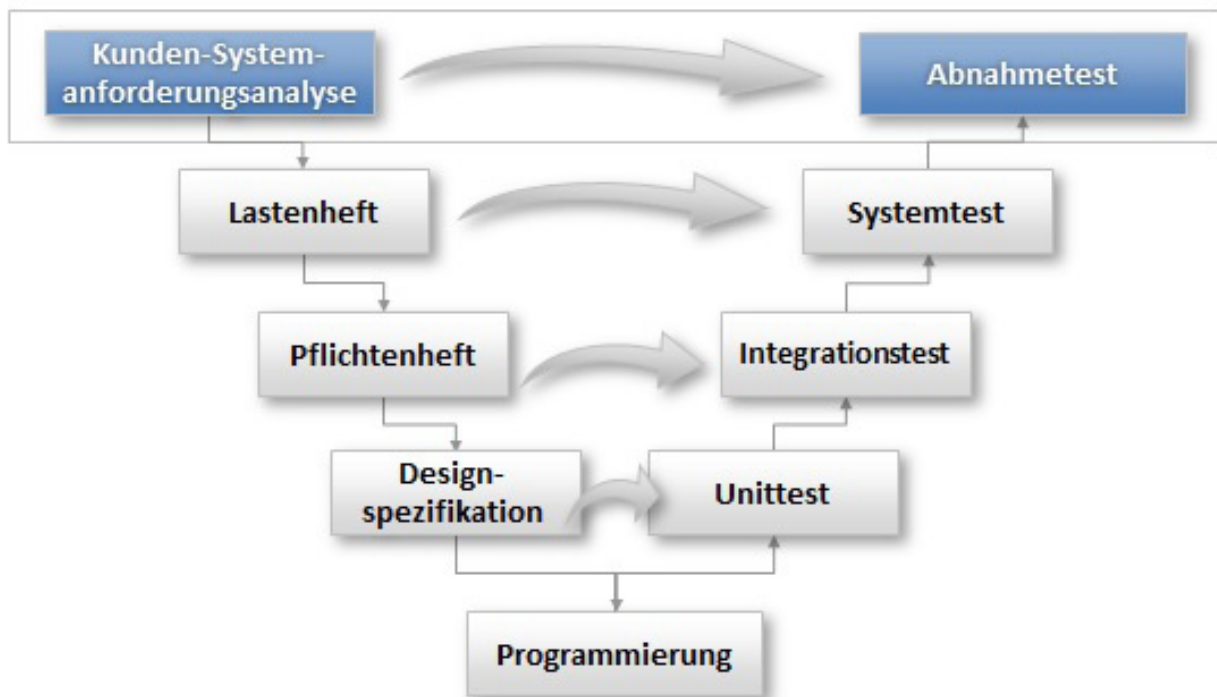 Kunden-System-
anforderungsanalyse
Abnahmetest
Lastenheft
Systemtest
Pflichtenheft
Integrationstest
Design-
spezifikation
Unittest
Programmierung